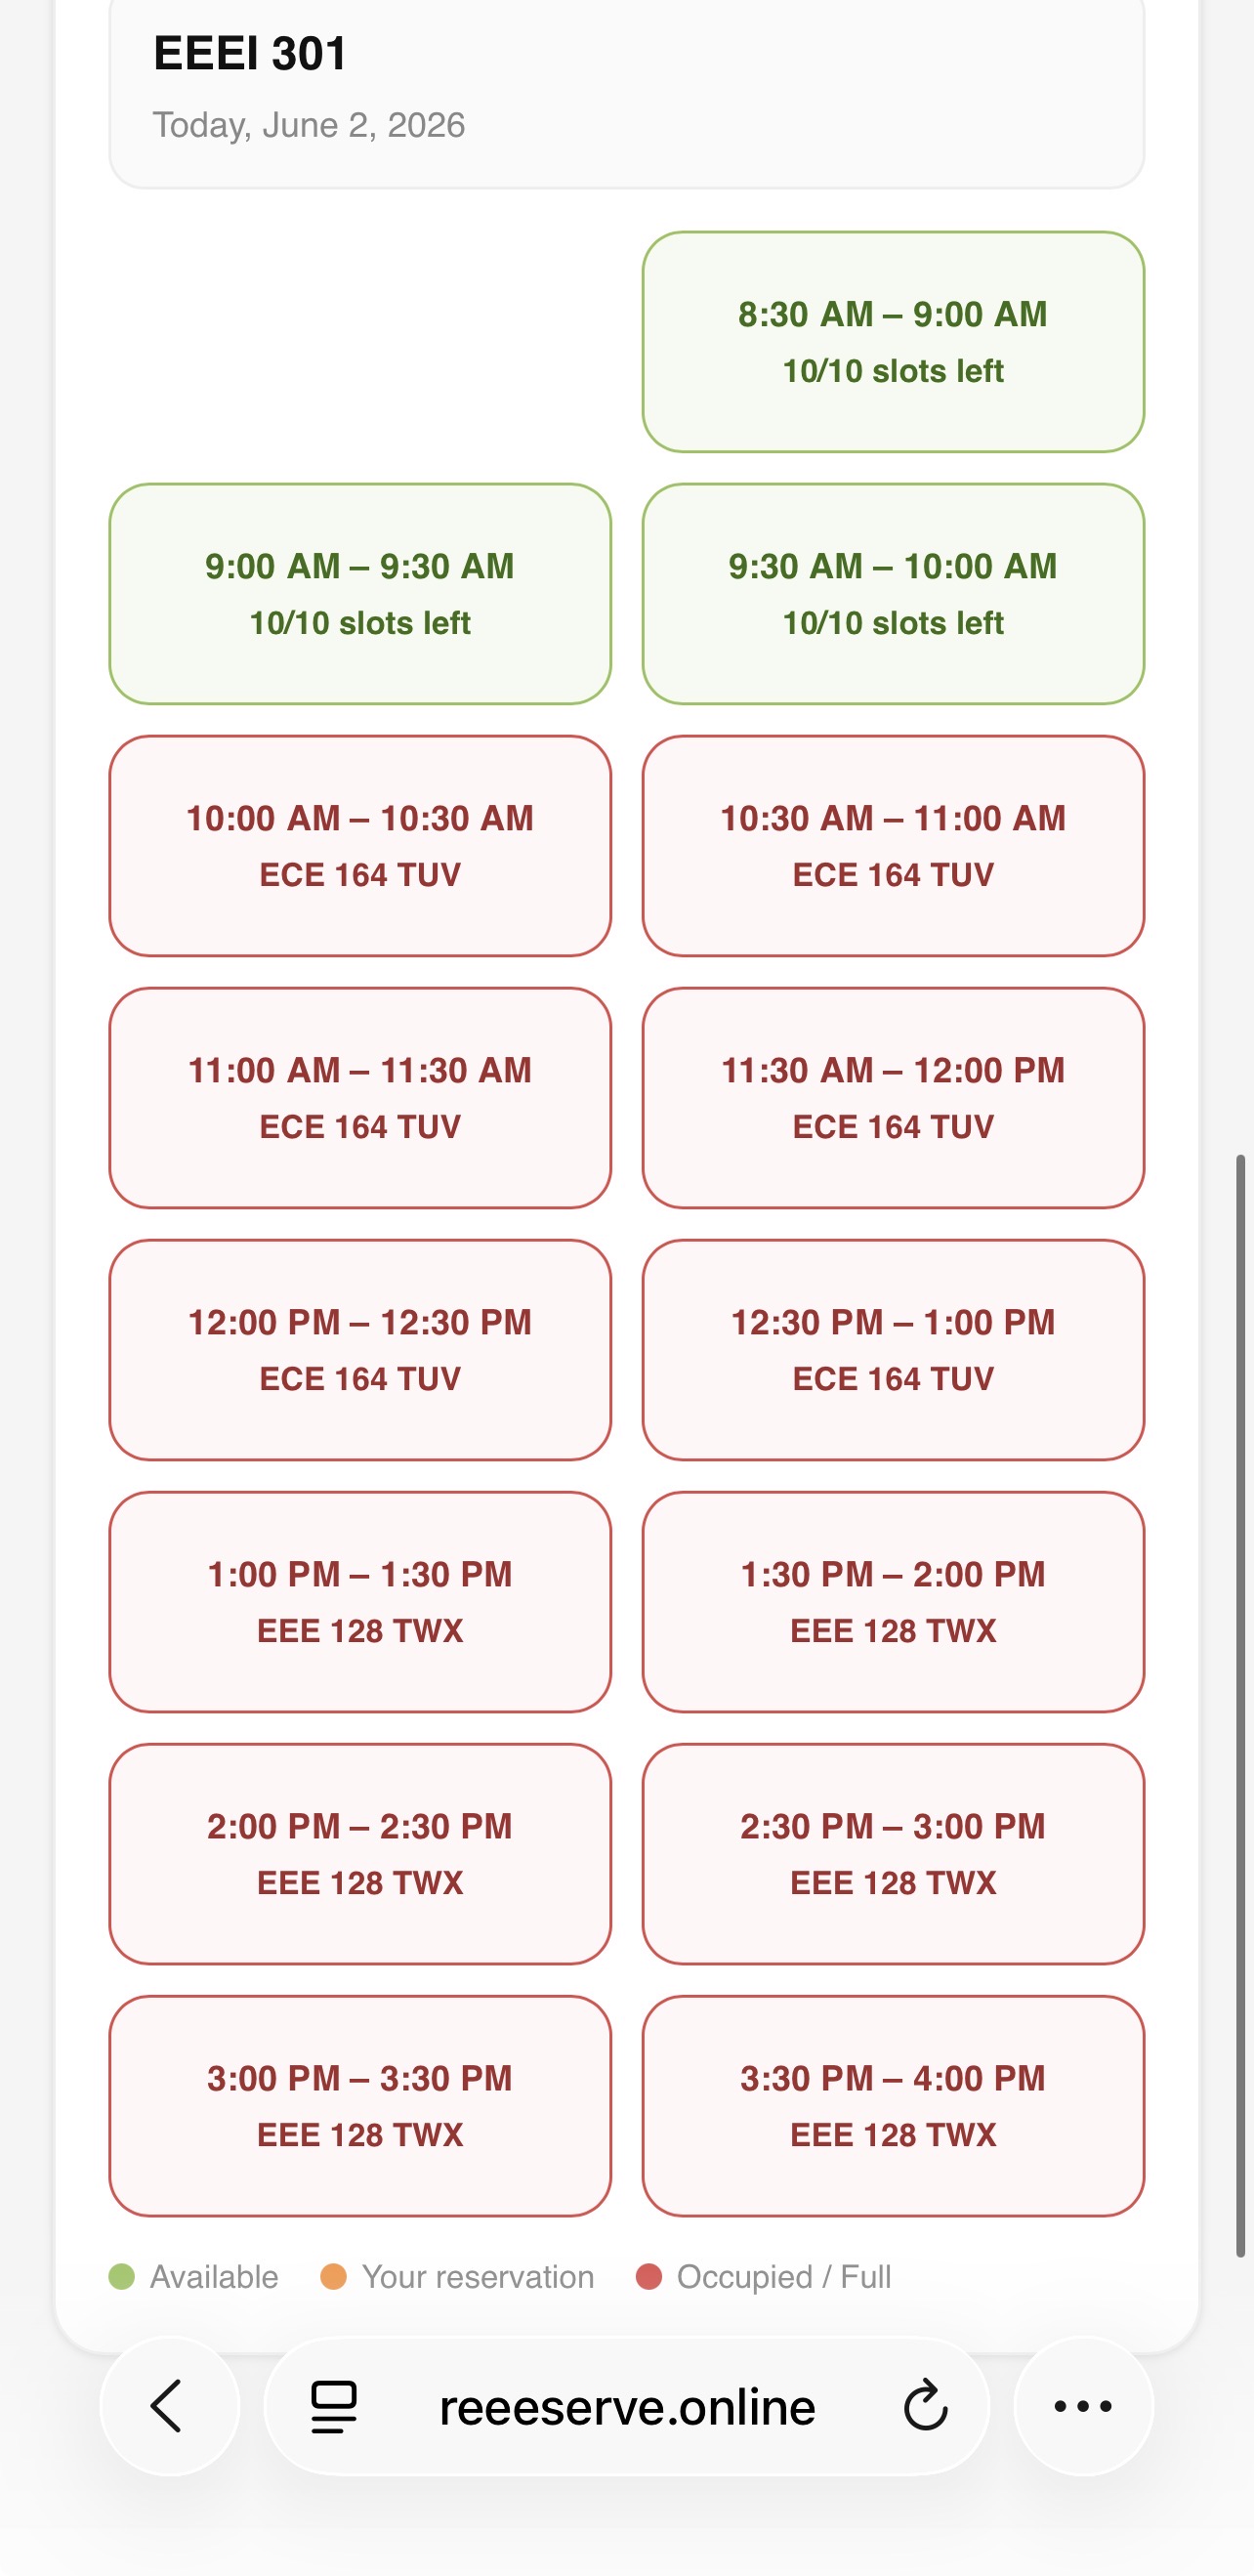 EEEI 301
Today, June 2, 2026
8:30 AM – 9:00 AM
10/10 slots left
9:00 AM – 9:30 AM
10/10 slots left
9:30 AM – 10:00 AM
10/10 slots left
10:00 AM – 10:30 AM
ECE 164 TUV
10:30 AM – 11:00 AM
ECE 164 TUV
11:00 AM – 11:30 AM
ECE 164 TUV
11:30 AM – 12:00 PM
ECE 164 TUV
12:00 PM – 12:30 PM
ECE 164 TUV
12:30 PM – 1:00 PM
ECE 164 TUV
1:00 PM – 1:30 PM
EEE 128 TWX
1:30 PM – 2:00 PM
EEE 128 TWX
2:00 PM – 2:30 PM
EEE 128 TWX
2:30 PM – 3:00 PM
EEE 128 TWX
3:00 PM – 3:30 PM
EEE 128 TWX
3:30 PM – 4:00 PM
EEE 128 TWX
Available
Your reservation
Occupied / Full
reeeserve.online